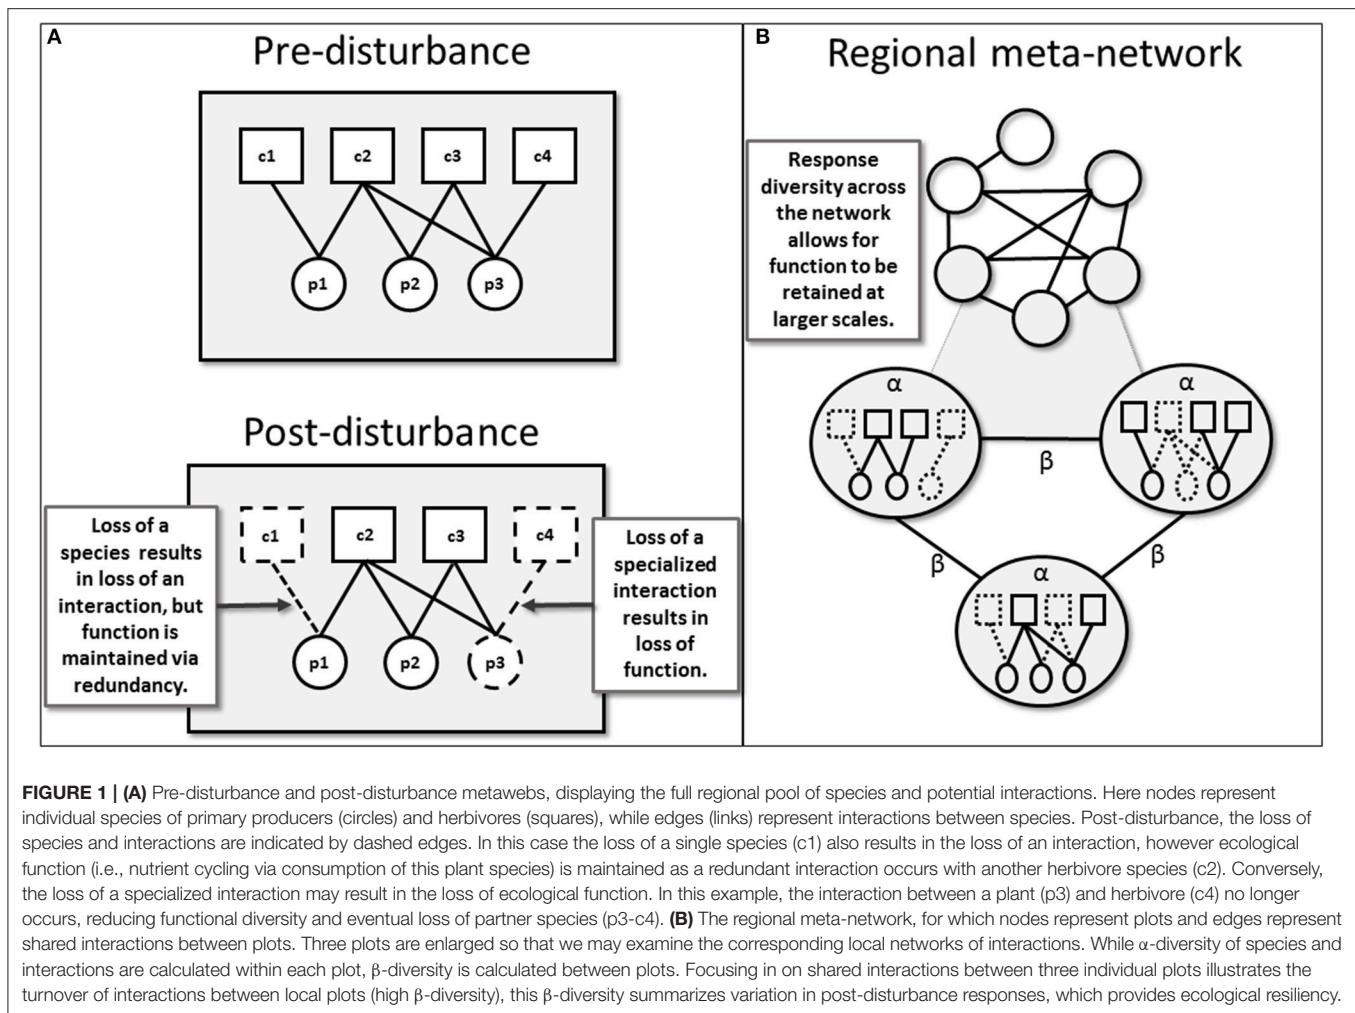 A
Pre-disturbance
c1 c2 c3 c4
p1 p2 p3
Post-disturbance
Loss of a
species results
in loss of an
interaction, but
function is
maintained via
redundancy.
c1 c2 c3 c4
p1 p2 p3
Loss of a
specialized
interaction
results in
loss of
function.
B
Regional meta-network
Response
diversity across
the network
allows for
function to be
retained at
larger scales.
α
α
β
β
β
α
FIGURE 1 | (A) Pre-disturbance and post-disturbance metawebs, displaying the full regional pool of species and potential interactions. Here nodes represent
individual species of primary producers (circles) and herbivores (squares), while edges (links) represent interactions between species. Post-disturbance, the loss of
species and interactions are indicated by dashed edges. In this case the loss of a single species (c1) also results in the loss of an interaction, however ecological
function (i.e., nutrient cycling via consumption of this plant species) is maintained as a redundant interaction occurs with another herbivore species (c2). Conversely,
the loss of a specialized interaction may result in the loss of ecological function. In this example, the interaction between a plant (p3) and herbivore (c4) no longer
occurs, reducing functional diversity and eventual loss of partner species (p3-c4). (B) The regional meta-network, for which nodes represent plots and edges represent
shared interactions between plots. Three plots are enlarged so that we may examine the corresponding local networks of interactions. While α-diversity of species and
interactions are calculated within each plot, β-diversity is calculated between plots. Focusing in on shared interactions between three individual plots illustrates the
turnover of interactions between local plots (high β-diversity), this β-diversity summarizes variation in post-disturbance responses, which provides ecological resiliency.